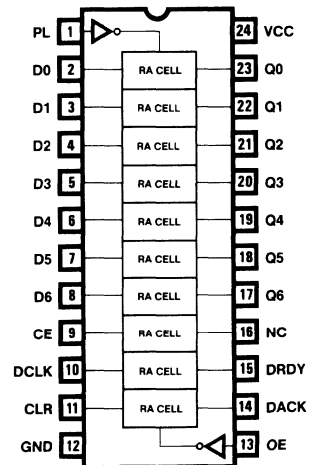 PL 1 24 VCC
D0 2 RA CELL 23 Q0
D1 3 RA CELL 22 Q1
D2 4 RA CELL 21 Q2
D3 5 RA CELL 20 Q3
D4 6 RA CELL 19 Q4
D5 7 RA CELL 18 Q5
D6 8 RA CELL 17 Q6
CE 9 RA CELL 16 NC
DCLK 10 RA CELL 15 DRDY
CLR 11 RA CELL 14 DACK
GND 12 13 OE